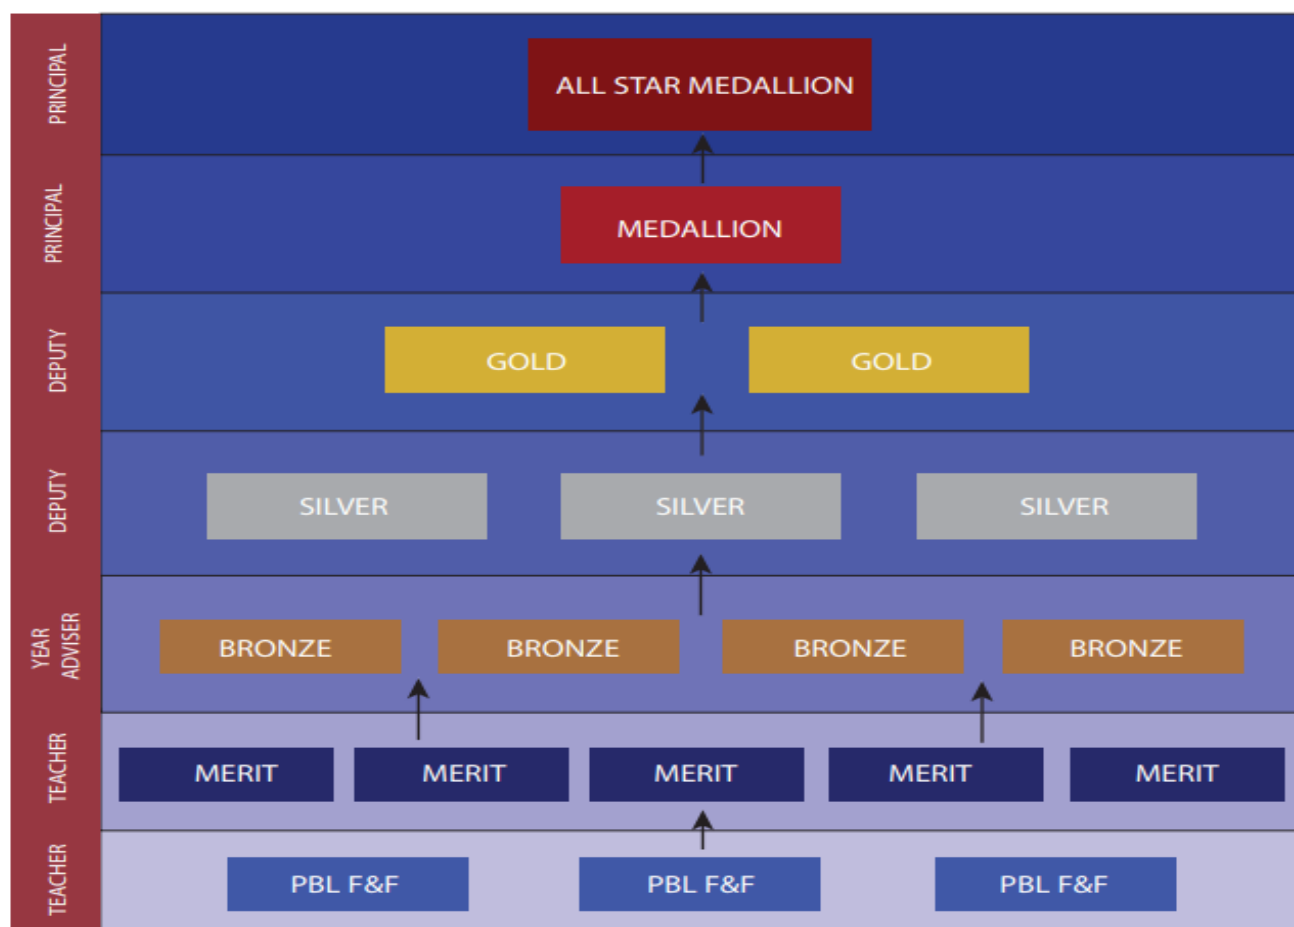 PRINCIPAL
ALL STAR MEDALLION
PRINCIPAL
MEDALLION
DEPUTY
GOLD GOLD
DEPUTY
SILVER SILVER SILVER
YEAR
ADVISER
BRONZE BRONZE BRONZE BRONZE
TEACHER
MERIT MERIT MERIT MERIT MERIT
TEACHER
PBL F&F PBL F&F PBL F&F